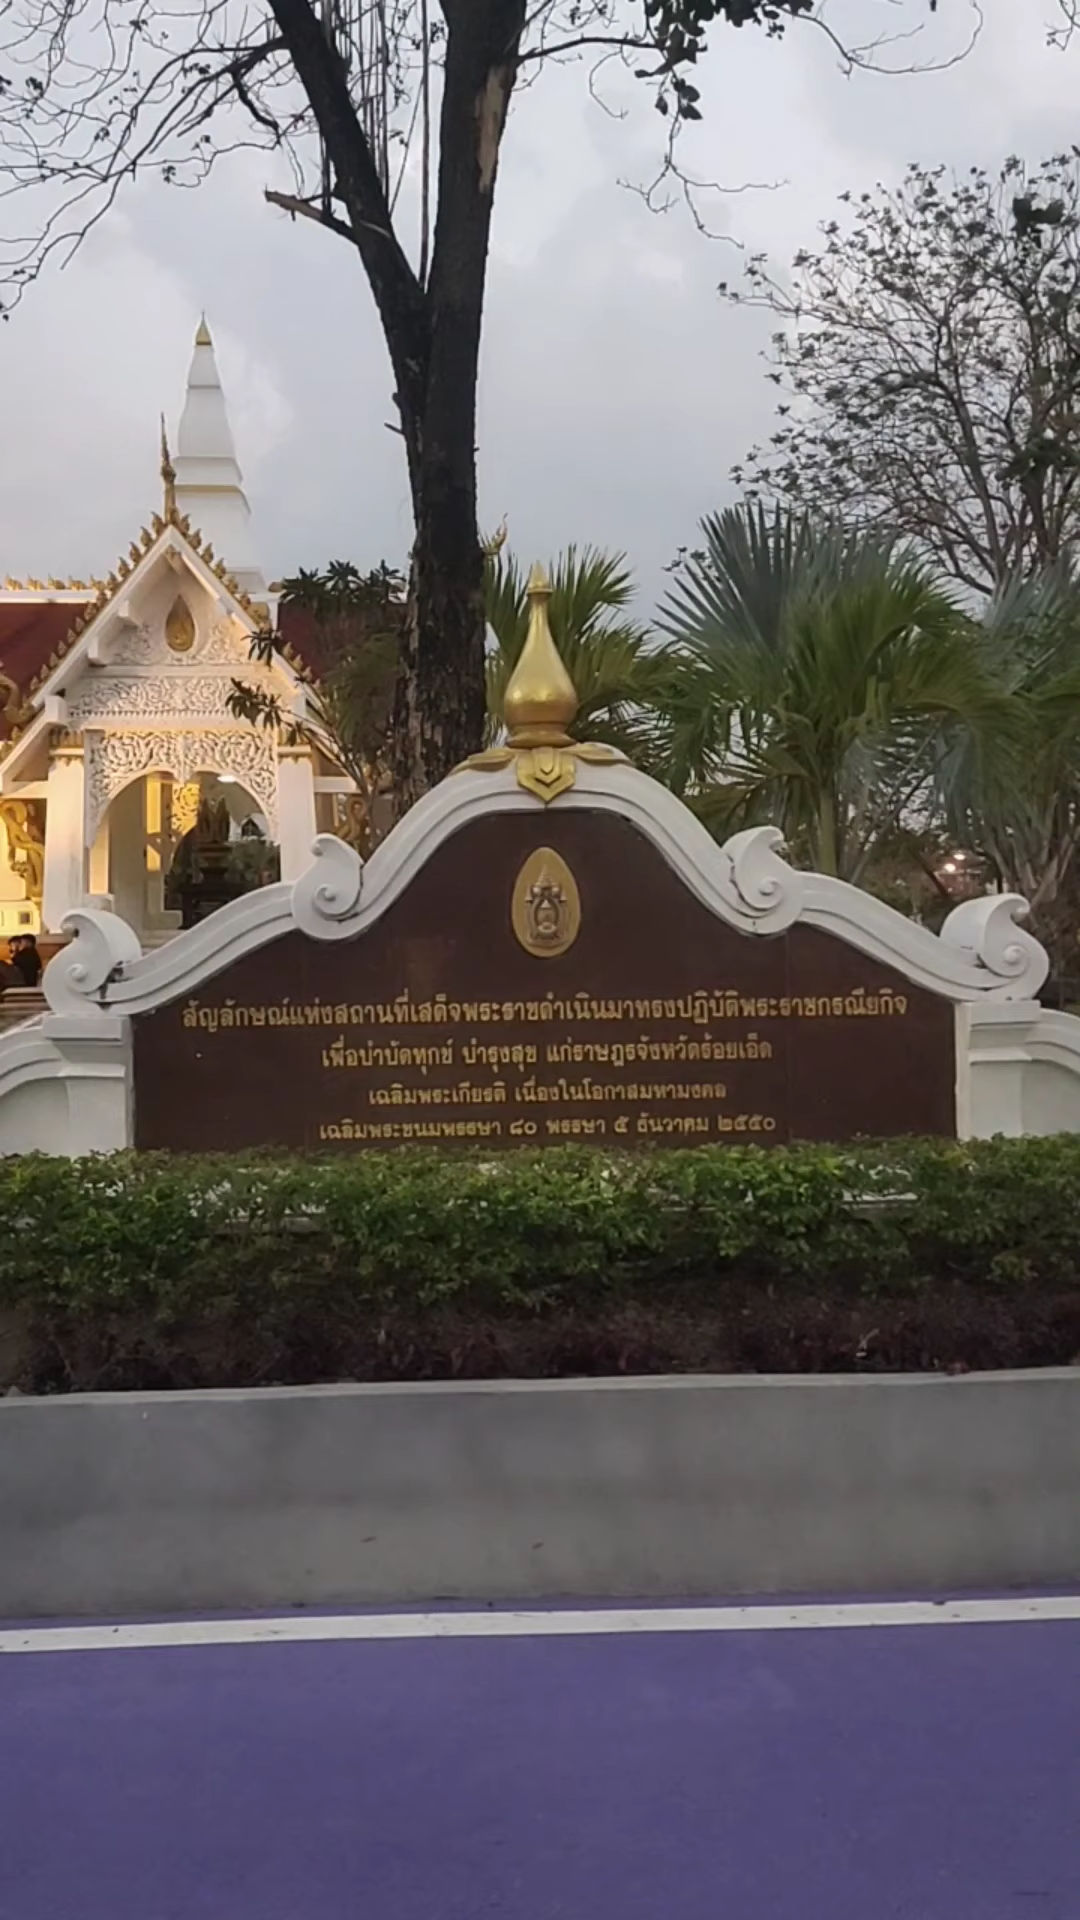 สัญลักษณ์แห่งสถานที่เสด็จพระราชดำเนินมาทรงปฏิบัติพระราชกรณียกิจ
เพื่อบำบัดทุกข์ บำรุงสุข แก่ราษฎรจังหวัดร้อยเอ็ด
เฉลิมพระเกียรติ เนื่องในโอกาสมหามงคล
เฉลิมพระชนมพรรษา ๘๐ พรรษา ๕ ธันวาคม ๒๕๕๐